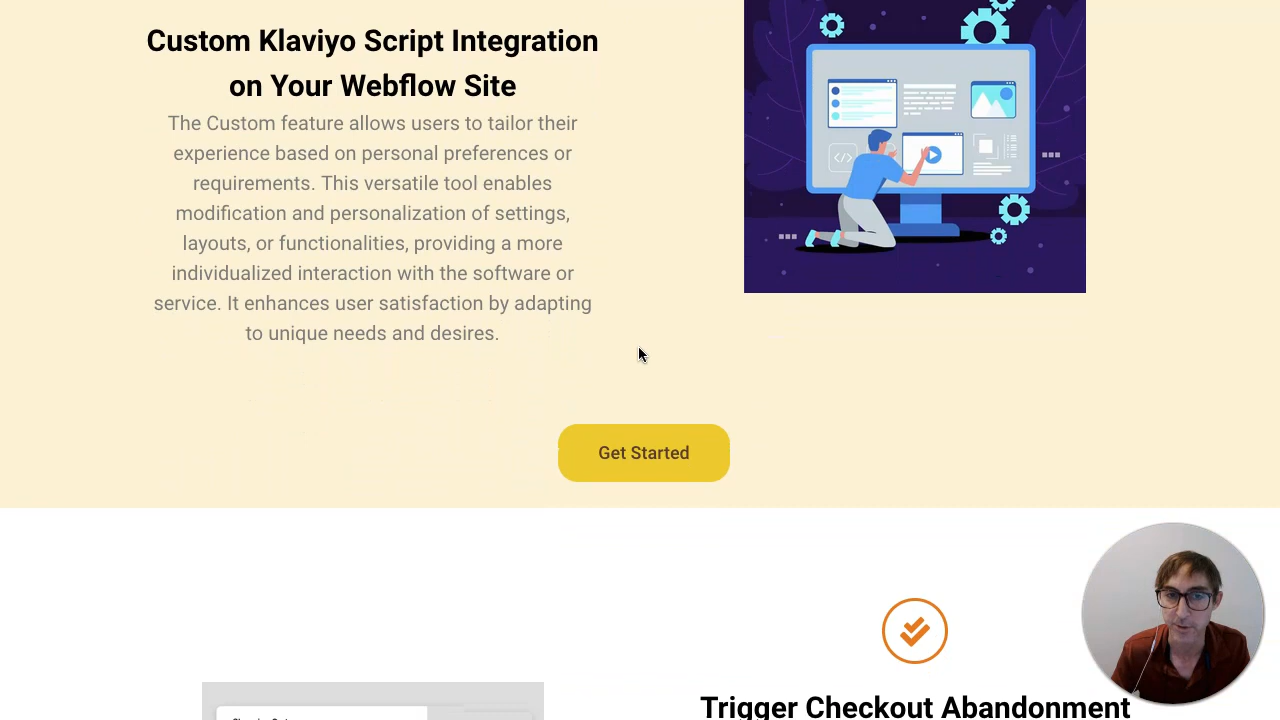 Custom Klaviyo Script Integration
on Your Webflow Site
The Custom feature allows users to tailor their
experience based on personal preferences or
requirements. This versatile tool enables
modification and personalization of settings,
layouts, or functionalities, providing a more
individualized interaction with the software or
service. It enhances user satisfaction by adapting
to unique needs and desires.
Get Started
Trigger Checkout Abandonment